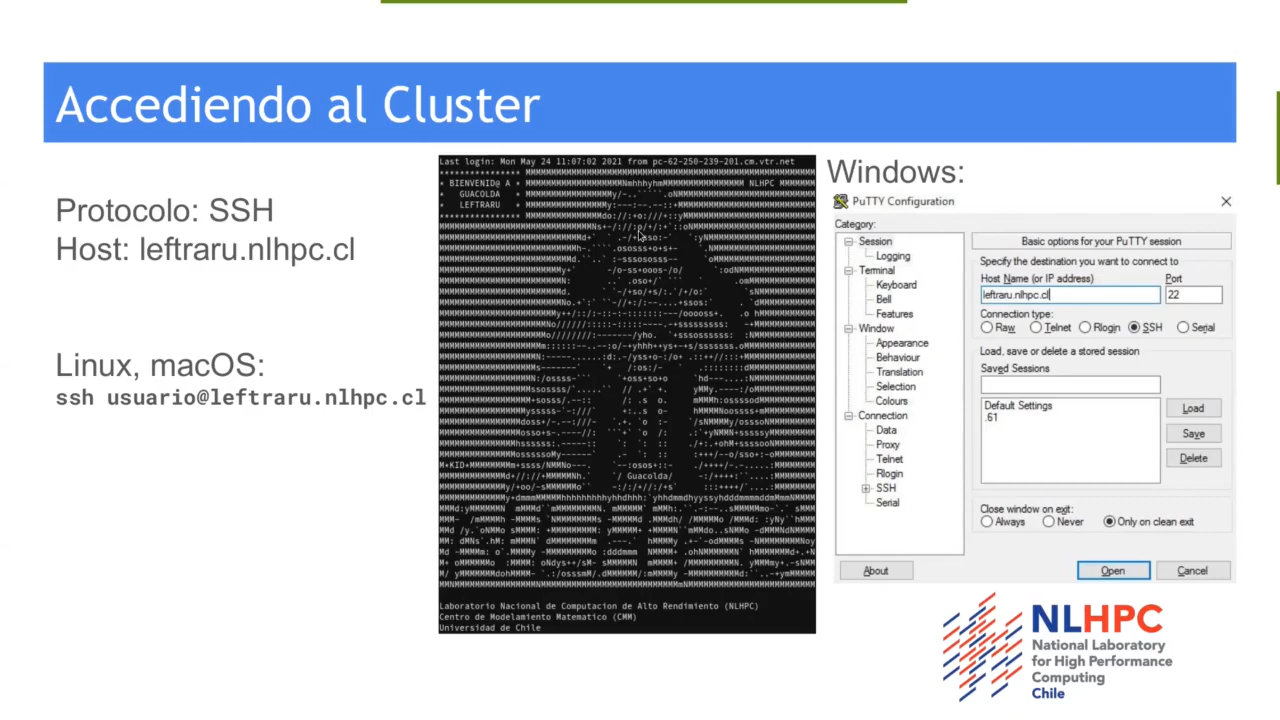 Accediendo al Cluster
Protocolo: SSH
Host: leftraru.nlhpc.cl
Linux, macOS:
ssh usuario@leftraru.nlhpc.cl
Last login: Mon May 24 11:07:02 2021 from pc-62-250-239-201.cm.vtr.net
* BIENVENID@ A *
* GUACOLDA *
* LEFTRARU *
NLHPC
/ Guacolda/
Laboratorio Nacional de Computacion de Alto Rendimiento (NLHPC)
Centro de Modelamiento Matematico (CMM)
Universidad de Chile
Windows:
PuTTY Configuration
Category:
Session
Logging
Terminal
Keyboard
Bell
Features
Window
Appearance
Behaviour
Translation
Selection
Colours
Connection
Data
Proxy
Telnet
Rlogin
SSH
Serial
Basic options for your PuTTY session
Specify the destination you want to connect to
Host Name (or IP address) Port
leftraru.nlhpc.cl 22
Connection type:
Raw Telnet Rlogin SSH Serial
Load, save or delete a stored session
Saved Sessions
Default Settings
.61
Load
Save
Delete
Close window on exit:
Always Never Only on clean exit
About Open Cancel
NLHPC
National Laboratory
for High Performance
Computing
Chile